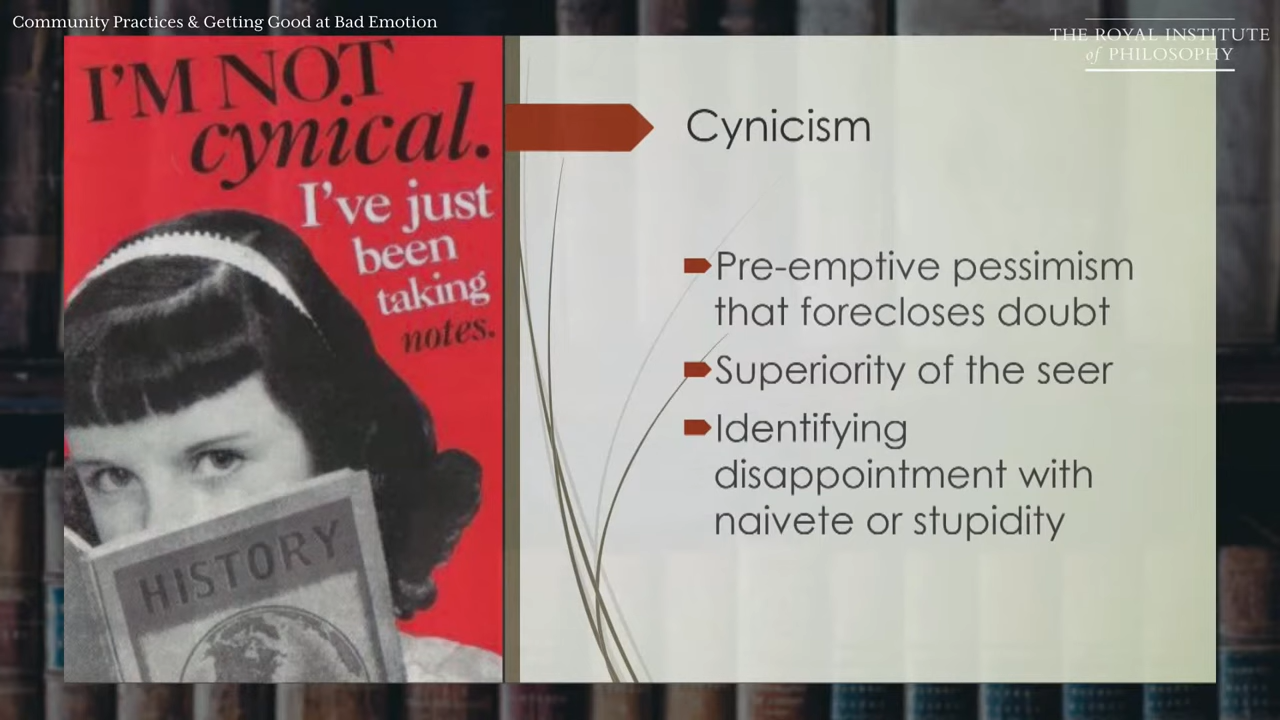 Community Practices & Getting Good at Bad Emotion
THE ROYAL INSTITUTE
of PHILOSOPHY
I'M NOT
cynical.
I've just
been
taking
notes.
HISTORY
Cynicism
Pre-emptive pessimism
that forecloses doubt
Superiority of the seer
Identifying
disappointment with
naivete or stupidity